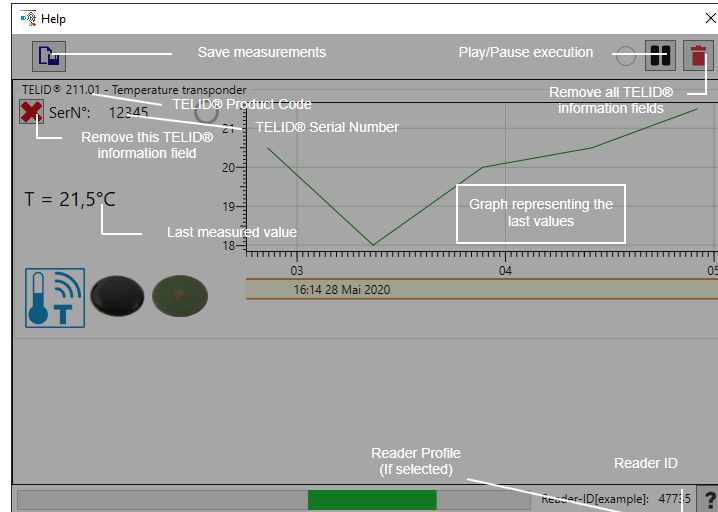 Help
Save measurements
Play/Pause execution
TELID® 211.01 - Temperature transponder
Remove all TELID®
information fields
TELID® Product Code
SerN°: 12345
TELID® Serial Number
Remove this TELID®
information field
21
20
19
18
T = 21,5°C
Graph representing the
last values
Last measured value
03
04
05
16:14 28 Mai 2020
T
Reader Profile
(If selected)
Reader ID
Reader-ID[example]: 47735
?